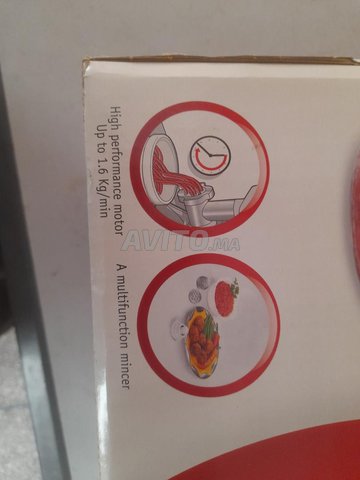 High performance motor
Up to 1.6 Kg/min
A multifunction mincer
AVITO.MA